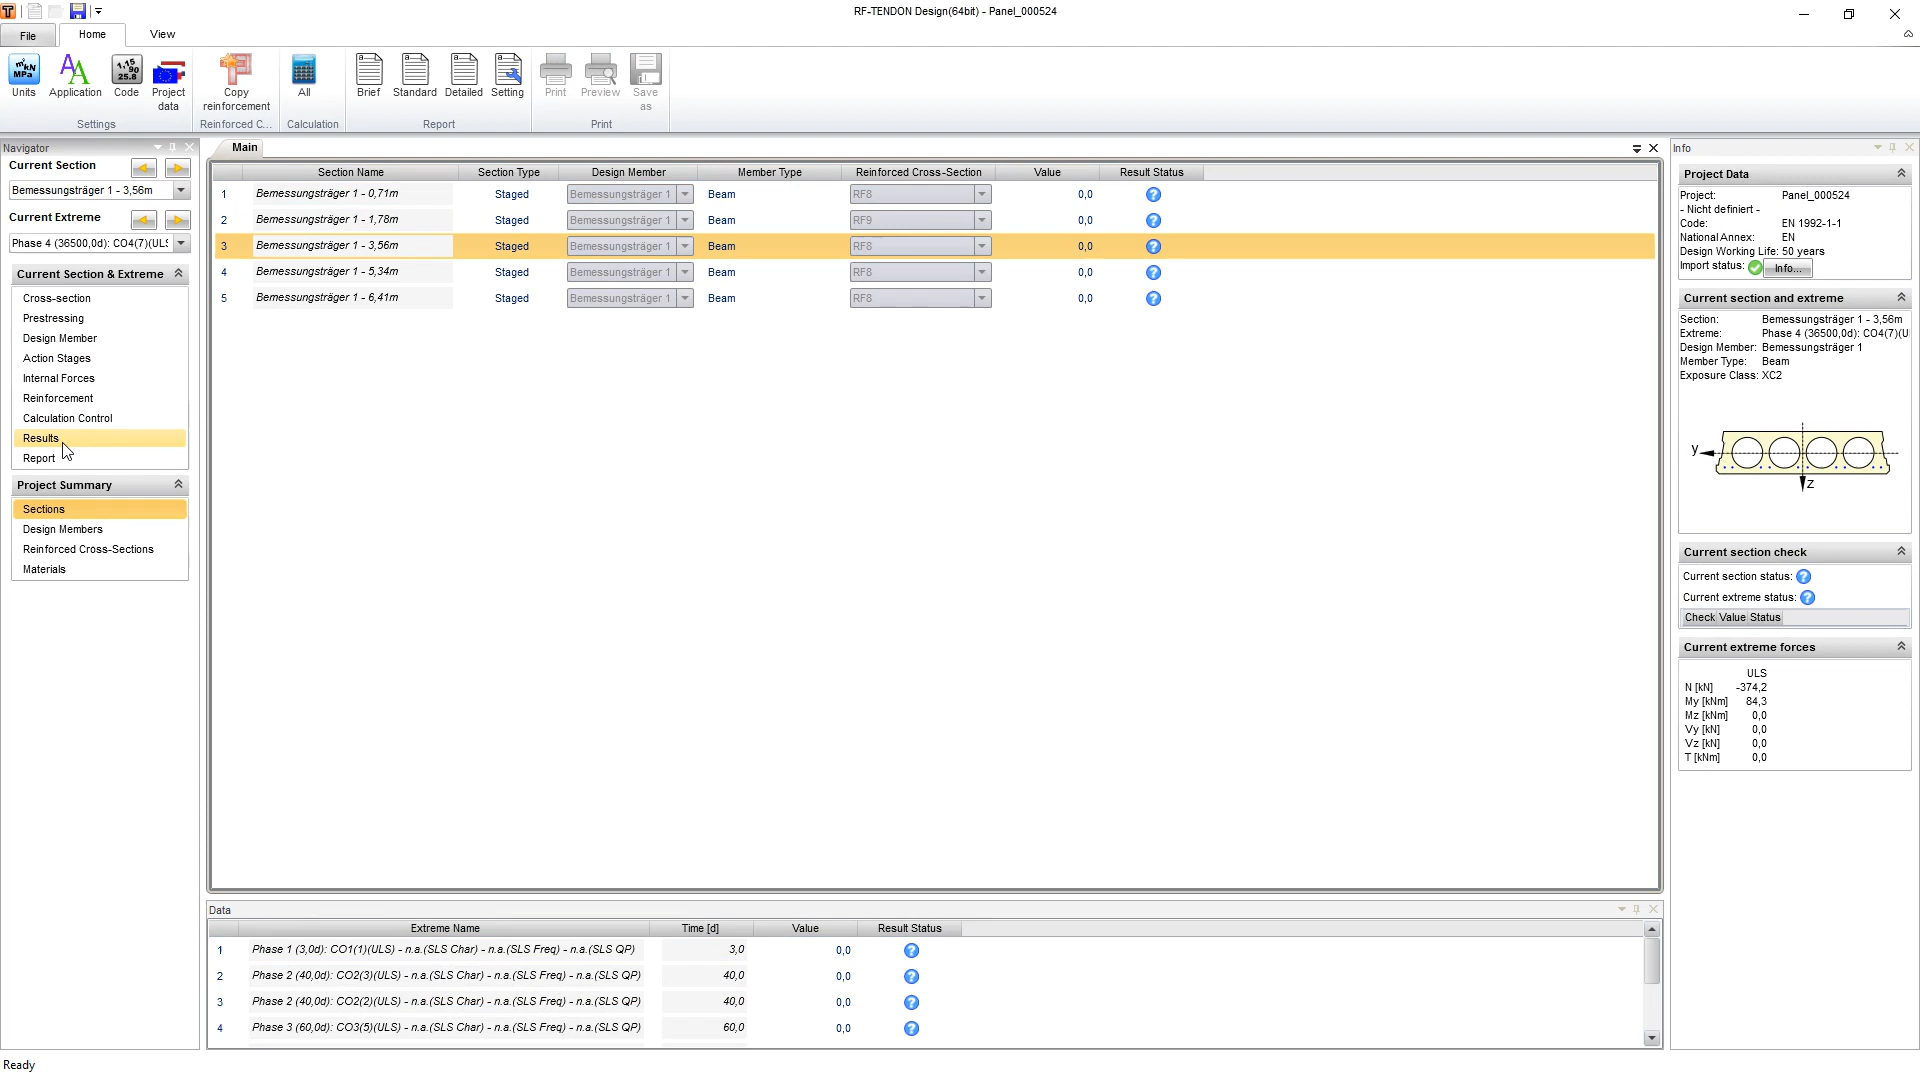 RF-TENDON Design(64bit) - Panel_000524
File
Home
View
Units
Application
Code
Project data
Copy reinforcement
All
Brief
Standard
Detailed
Setting
Print
Preview
Save as
Settings
Reinforced C...
Calculation
Report
Print
Navigator
Current Section
Bemessungsträger 1 - 3,56m
Current Extreme
Phase 4 (36500,0d): CO4(7)(ULS
Current Section & Extreme
Cross-section
Prestressing
Design Member
Action Stages
Internal Forces
Reinforcement
Calculation Control
Results
Report
Project Summary
Sections
Design Members
Reinforced Cross-Sections
Materials
Main
Section Name Section Type Design Member Member Type Reinforced Cross-Section Value Result Status
1 Bemessungsträger 1 - 0,71m Staged Bemessungsträger 1 Beam RF8 0,0
2 Bemessungsträger 1 - 1,78m Staged Bemessungsträger 1 Beam RF9 0,0
3 Bemessungsträger 1 - 3,56m Staged Bemessungsträger 1 Beam RF8 0,0
4 Bemessungsträger 1 - 5,34m Staged Bemessungsträger 1 Beam RF8 0,0
5 Bemessungsträger 1 - 6,41m Staged Bemessungsträger 1 Beam RF8 0,0
Data
Extreme Name Time [d] Value Result Status
1 Phase 1 (3,0d): CO1(1)(ULS) - n.a.(SLS Char) - n.a.(SLS Freq) - n.a.(SLS QP) 3,0 0,0
2 Phase 2 (40,0d): CO2(3)(ULS) - n.a.(SLS Char) - n.a.(SLS Freq) - n.a.(SLS QP) 40,0 0,0
3 Phase 2 (40,0d): CO2(2)(ULS) - n.a.(SLS Char) - n.a.(SLS Freq) - n.a.(SLS QP) 40,0 0,0
4 Phase 3 (60,0d): CO3(5)(ULS) - n.a.(SLS Char) - n.a.(SLS Freq) - n.a.(SLS QP) 60,0 0,0
Info
Project Data
Project: Panel_000524
- Nicht definiert -
Code: EN 1992-1-1
National Annex: EN
Design Working Life: 50 years
Import status: Info...
Current section and extreme
Section: Bemessungsträger 1 - 3,56m
Extreme: Phase 4 (36500,0d): CO4(7)(U
Design Member: Bemessungsträger 1
Member Type: Beam
Exposure Class: XC2
y
z
Current section check
Current section status:
Current extreme status:
Check Value Status
Current extreme forces
ULS
N [kN] -374,2
My [kNm] 84,3
Mz [kNm] 0,0
Vy [kN] 0,0
Vz [kN] 0,0
T [kNm] 0,0
Ready